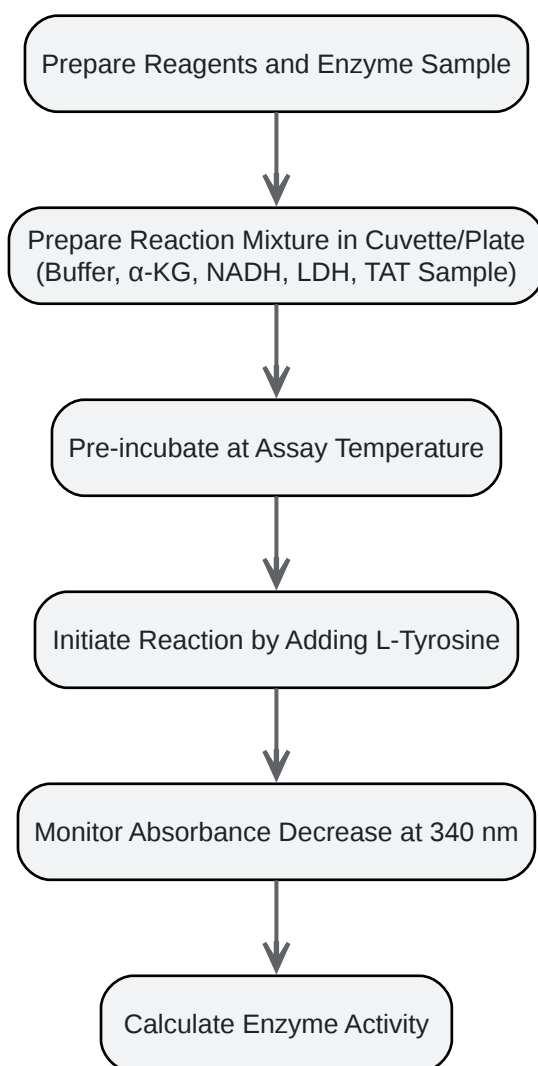 Prepare Reagents and Enzyme Sample
Prepare Reaction Mixture in Cuvette/Plate
(Buffer, α-KG, NADH, LDH, TAT Sample)
Pre-incubate at Assay Temperature
Initiate Reaction by Adding L-Tyrosine
Monitor Absorbance Decrease at 340 nm
Calculate Enzyme Activity